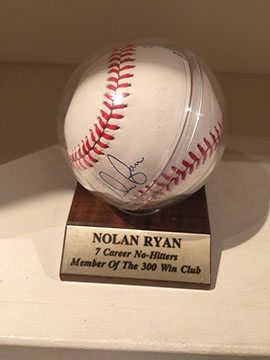 NOLAN RYAN
7 Career No-Hitters
Member Of The 300 Win Club